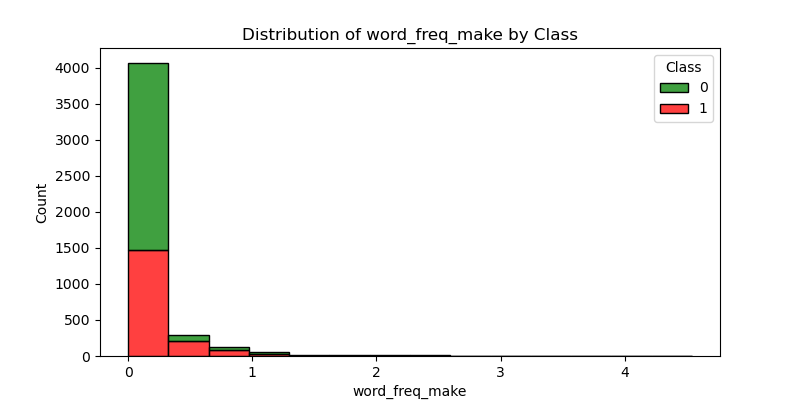 Distribution of word_freq_make by Class
Class
0
1
4000
3500
3000
2500
2000
1500
1000
500
0
Count
0 1 2 3 4
word_freq_make